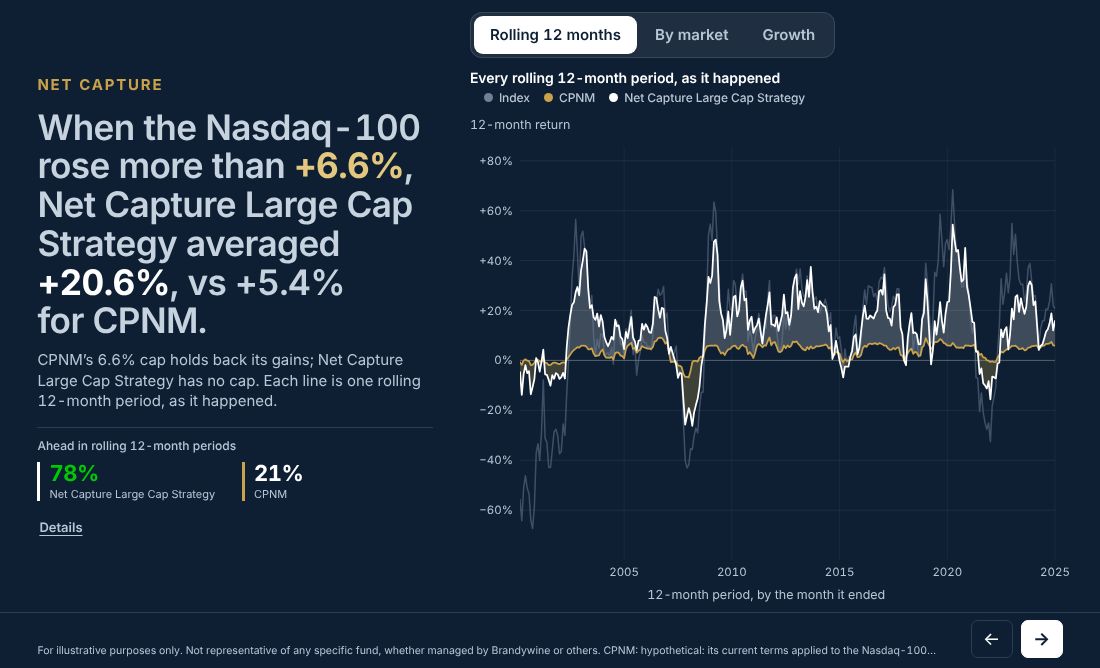 Rolling 12 months
By market
Growth
NET CAPTURE
When the Nasdaq-100
rose more than +6.6%,
Net Capture Large Cap
Strategy averaged
+20.6%, vs +5.4%
for CPNM.
CPNM’s 6.6% cap holds back its gains; Net Capture
Large Cap Strategy has no cap. Each line is one rolling
12-month period, as it happened.
Ahead in rolling 12-month periods
78%
Net Capture Large Cap Strategy
21%
CPNM
Details
Every rolling 12-month period, as it happened
Index
CPNM
Net Capture Large Cap Strategy
12-month return
+80%
+60%
+40%
+20%
0%
−20%
−40%
−60%
2005
2010
2015
2020
2025
12-month period, by the month it ended
For illustrative purposes only. Not representative of any specific fund, whether managed by Brandywine or others. CPNM: hypothetical: its current terms applied to the Nasdaq-100...